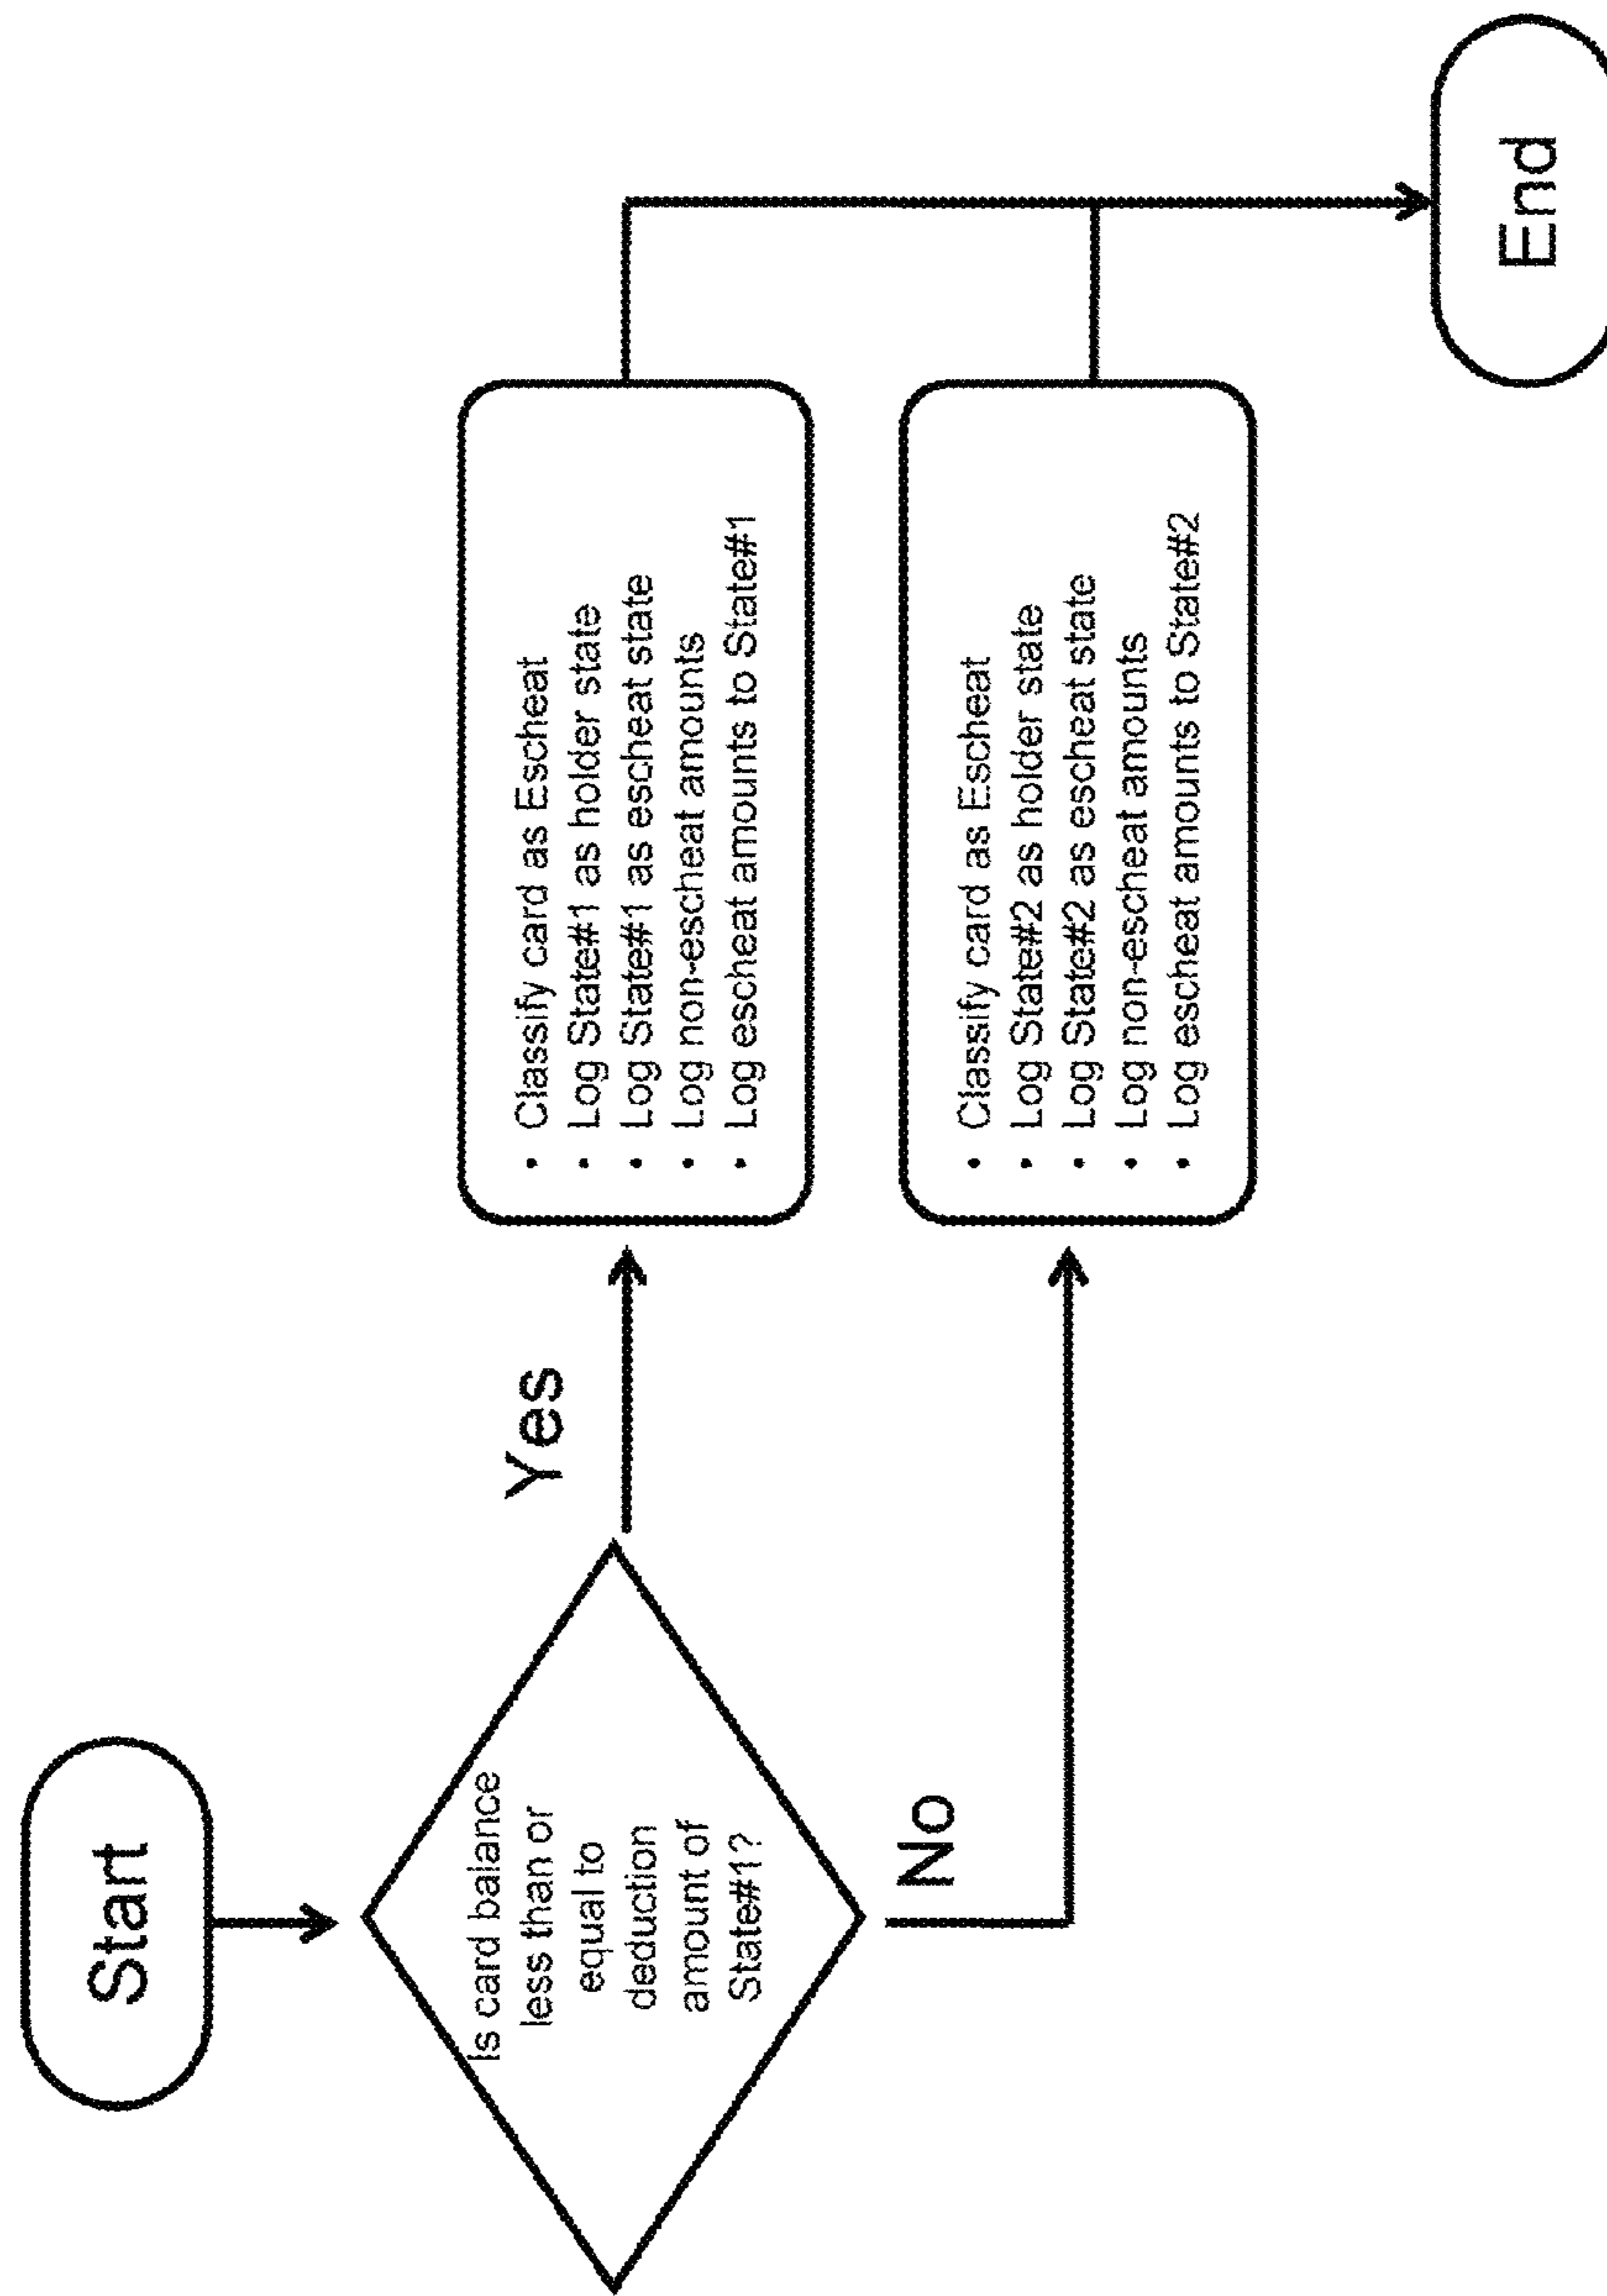 Start
Is card balance
less than or
equal to
deduction
amount of
State#1?
Yes
• Classify card as Escheat
• Log State#1 as holder state
• Log State#1 as escheat state
• Log non-escheat amounts
• Log escheat amounts to State#1
No
• Classify card as Escheat
• Log State#2 as holder state
• Log State#2 as escheat state
• Log non-escheat amounts
• Log escheat amounts to State#2
End